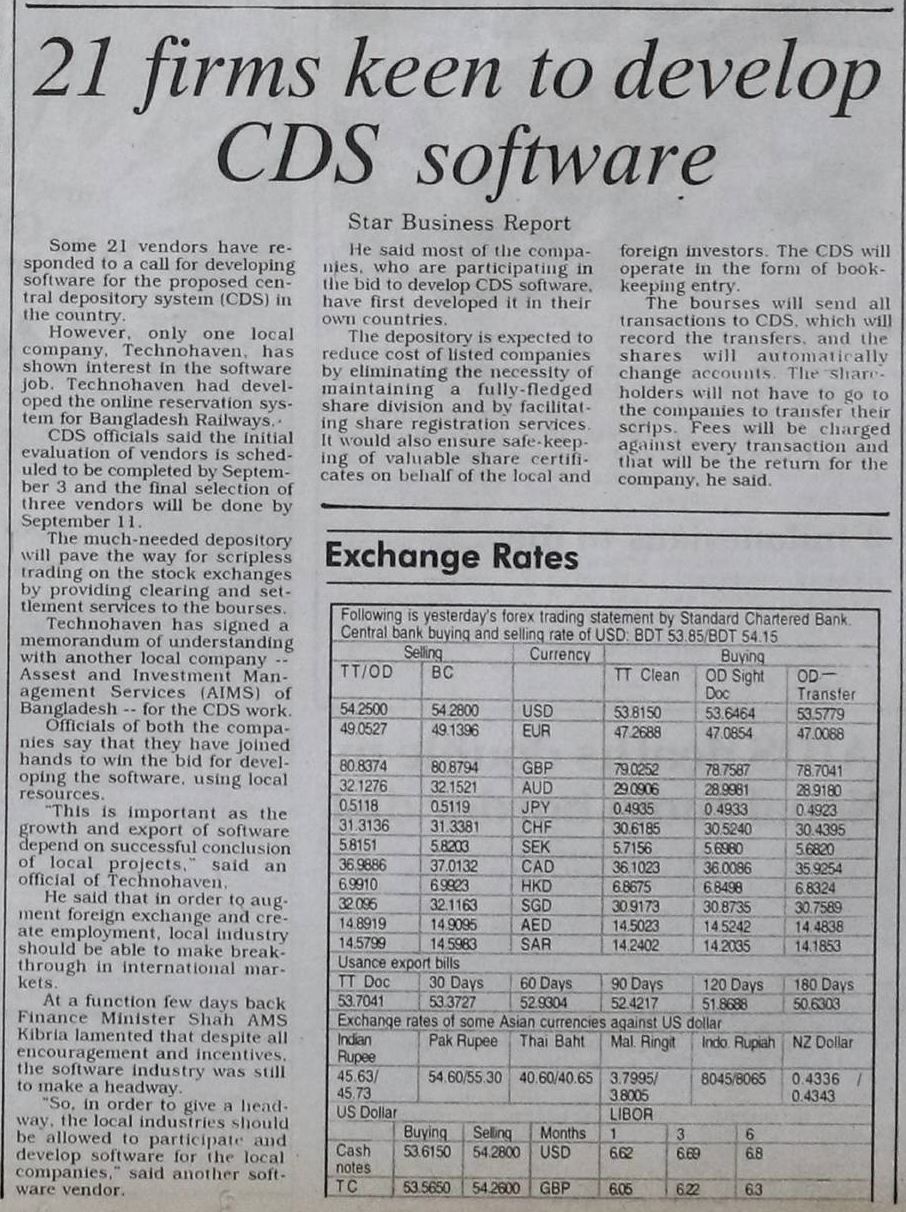 21 firms keen to develop
CDS software
Star Business Report
Some 21 vendors have re-
sponded to a call for developing
software for the proposed cen-
tral depository system (CDS) in
the country.
However, only one local
company, Technohaven, has
shown interest in the software
job. Technohaven had devel-
oped the online reservation sys-
tem for Bangladesh Railways.
CDS officials said the initial
evaluation of vendors is sched-
uled to be completed by Septem-
ber 3 and the final selection of
three vendors will be done by
September 11.
The much-needed depository
will pave the way for scripless
trading on the stock exchanges
by providing clearing and set-
tlement services to the bourses.
Technohaven has signed a
memorandum of understanding
with another local company --
Assest and Investment Man-
agement Services (AIMS) of
Bangladesh -- for the CDS work.
Officials of both the compa-
nies say that they have joined
hands to win the bid for devel-
oping the software, using local
resources.
"This is important as the
growth and export of software
depend on successful conclusion
of local projects," said an
official of Technohaven.
He said that in order to aug-
ment foreign exchange and cre-
ate employment, local industry
should be able to make break-
through in international mar-
kets.
At a function few days back
Finance Minister Shah AMS
Kibria lamented that despite all
encouragement and incentives,
the software industry was still
to make a headway.
"So, in order to give a head-
way, the local industries should
be allowed to participate and
develop software for the local
companies," said another soft-
ware vendor.
He said most of the compa-
nies, who are participating in
the bid to develop CDS software,
have first developed it in their
own countries.
The depository is expected to
reduce cost of listed companies
by eliminating the necessity of
maintaining a fully-fledged
share division and by facilitat-
ing share registration services.
It would also ensure safe-keep-
ing of valuable share certifi-
cates on behalf of the local and
foreign investors. The CDS will
operate in the form of book-
keeping entry.
The bourses will send all
transactions to CDS, which will
record the transfers, and the
shares will automatically
change accounts. The share-
holders will not have to go to
the companies to transfer their
scrips. Fees will be charged
against every transaction and
that will be the return for the
company, he said.
Exchange Rates
Following is yesterday's forex trading statement by Standard Chartered Bank.
Central bank buying and selling rate of USD: BDT 53.85/BDT 54.15
Selling Currency Buying
TT/OD BC TT Clean OD Sight Doc OD— Transfer
54.2500 54.2800 USD 53.8150 53.6464 53.5779
49.0527 49.1396 EUR 47.2688 47.0854 47.0088
80.8374 80.8794 GBP 79.0252 78.7587 78.7041
32.1276 32.1521 AUD 29.0906 28.9981 28.9180
0.5118 0.5119 JPY 0.4935 0.4933 0.4923
31.3136 31.3381 CHF 30.6185 30.5240 30.4395
5.8151 5.8203 SEK 5.7156 5.6980 5.6820
36.9886 37.0132 CAD 36.1023 36.0086 35.9254
6.9910 6.9923 HKD 6.8675 6.8498 6.8324
32.095 32.1163 SGD 30.9173 30.8735 30.7589
14.8919 14.9095 AED 14.5023 14.5242 14.4838
14.5799 14.5983 SAR 14.2402 14.2035 14.1853
Usance export bills
TT Doc 30 Days 60 Days 90 Days 120 Days 180 Days
53.7041 53.3727 52.9304 52.4217 51.8688 50.6303
Exchange rates of some Asian currencies against US dollar
Indian Rupee Pak Rupee Thai Baht Mal. Ringit Indo. Rupiah NZ Dollar
45.63/ 45.73 54.60/55.30 40.60/40.65 3.7995/ 3.8005 8045/8065 0.4336 / 0.4343
US Dollar LIBOR
Buying Selling Months 1 3 6
Cash notes 53.6150 54.2800 USD 6.62 6.69 6.8
TC 53.5650 54.2600 GBP 6.05 6.22 6.3